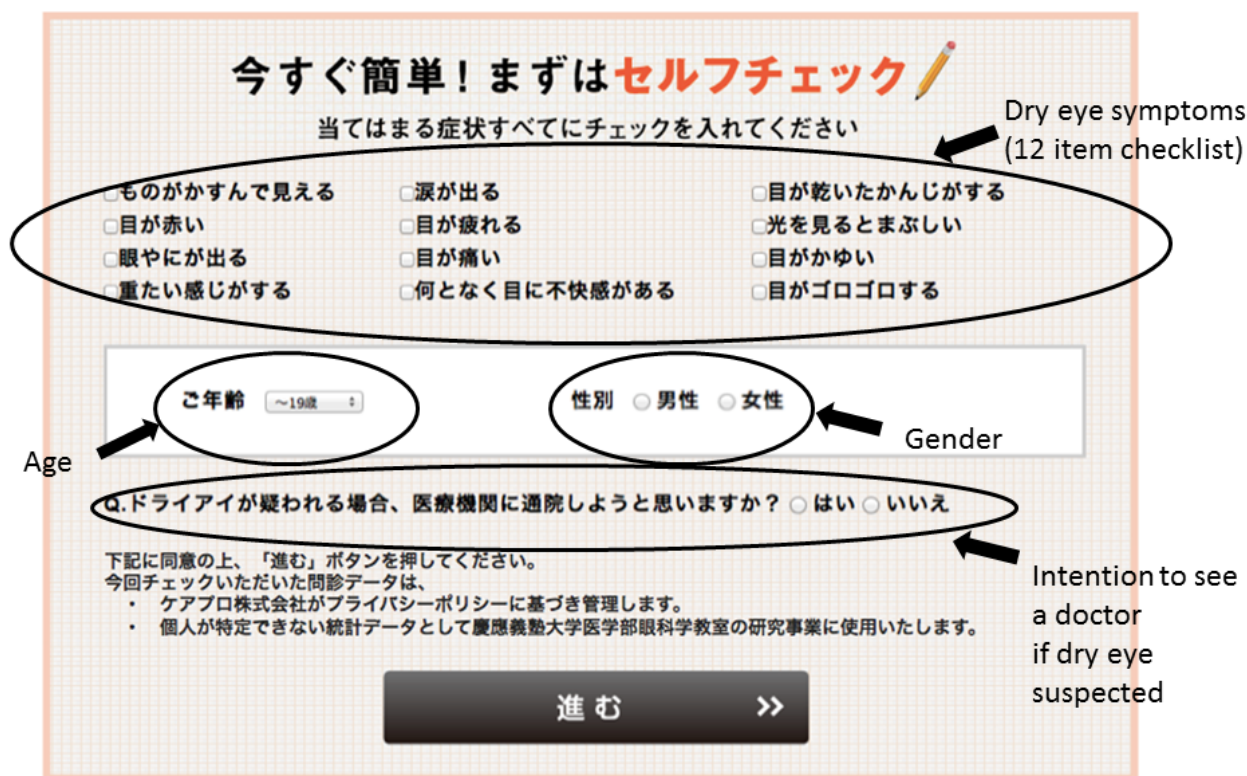 今すぐ簡単！まずはセルフチェック
当てはまる症状すべてにチェックを入れてください
Dry eye symptoms
(12 item checklist)
ものがかすんで見える 涙が出る 目が乾いたかんじがする
目が赤い 目が疲れる 光を見るとまぶしい
眼やにが出る 目が痛い 目がかゆい
重たい感じがする 何となく目に不快感がある 目がゴロゴロする
ご年齢 ～19歳 性別 男性 女性
Age
Gender
Q.ドライアイが疑われる場合、医療機関に通院しようと思いますか？ はい いいえ
下記に同意の上、「進む」ボタンを押してください。
今回チェックいただいた問診データは、
・ ケアプロ株式会社がプライバシーポリシーに基づき管理します。
・ 個人が特定できない統計データとして慶應義塾大学医学部眼科学教室の研究事業に使用いたします。
Intention to see
a doctor
if dry eye
suspected
進む »